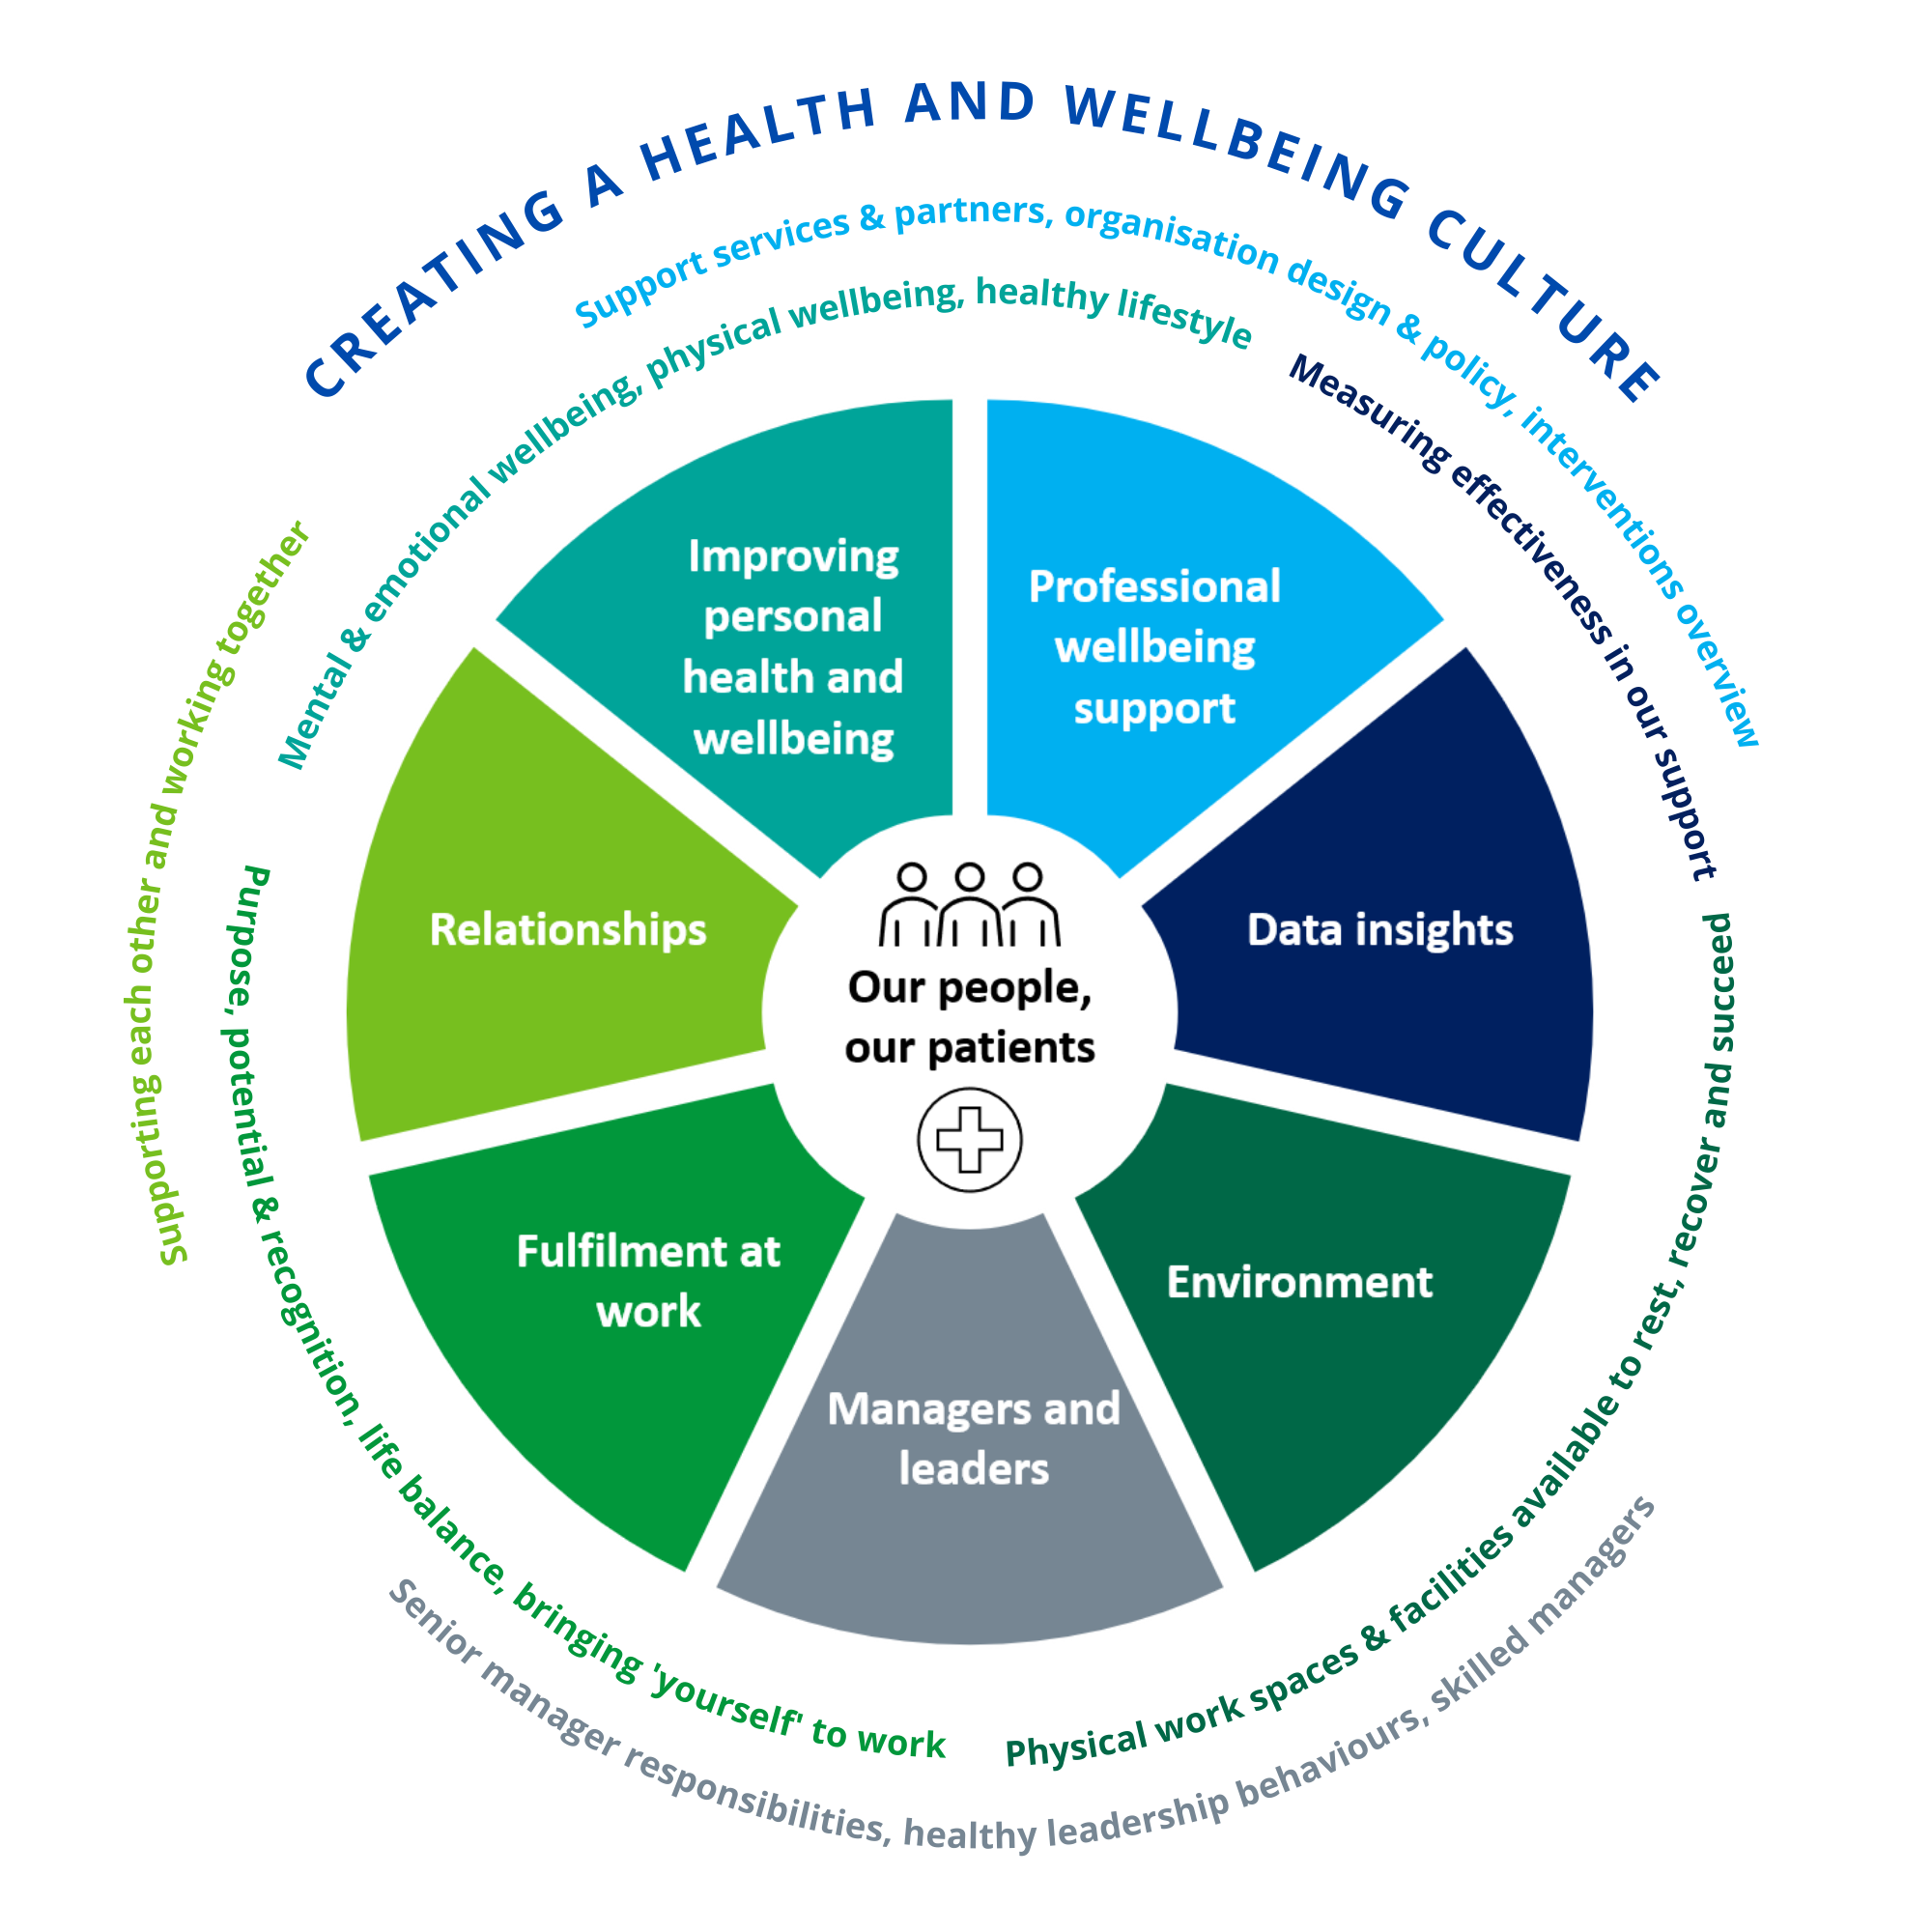 CREATING A HEALTH AND WELLBEING CULTURE
Support services & partners, organisation design & policy, interventions overview
Mental & emotional wellbeing, physical wellbeing, healthy lifestyle
Measuring effectiveness in our support
Supporting each other and working together
Purpose, potential & recognition, life balance, bringing 'yourself' to work
Physical work spaces & facilities available to rest, recover and succeed
Senior manager responsibilities, healthy leadership behaviours, skilled managers
Improving
personal
health and
wellbeing
Professional
wellbeing
support
Relationships
Data insights
Our people,
our patients
Fulfilment at
work
Environment
Managers and
leaders